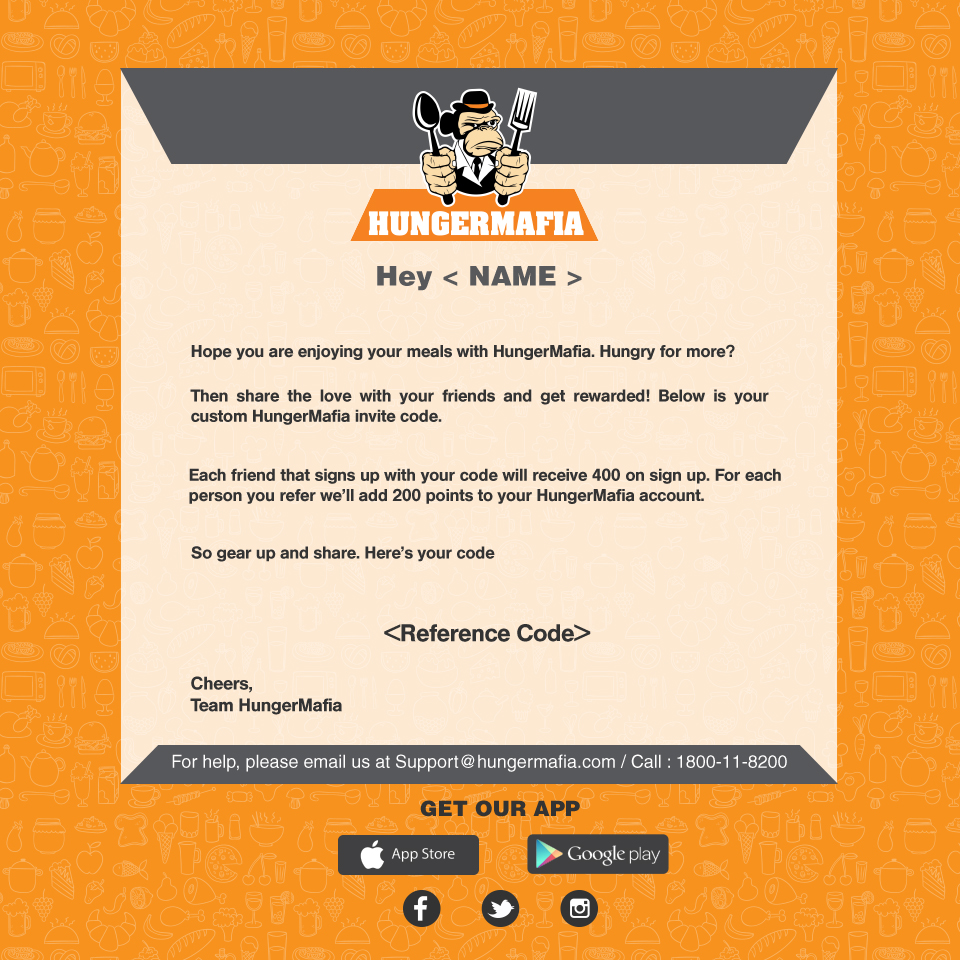 HUNGERMAFIA
Hey < NAME >
Hope you are enjoying your meals with HungerMafia. Hungry for more?
Then share the love with your friends and get rewarded! Below is your
custom HungerMafia invite code.
Each friend that signs up with your code will receive 400 on sign up. For each
person you refer we’ll add 200 points to your HungerMafia account.
So gear up and share. Here’s your code
<Reference Code>
Cheers,
Team HungerMafia
For help, please email us at Support@hungermafia.com / Call : 1800-11-8200
GET OUR APP
App Store
Google play